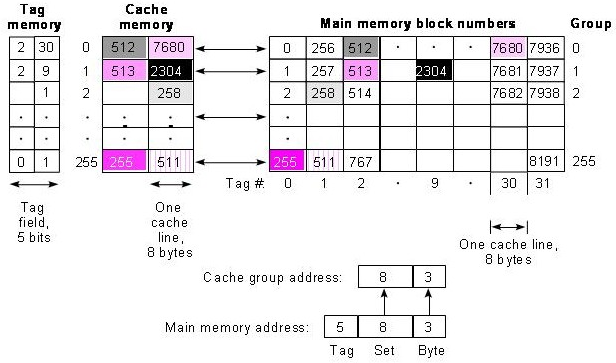 Tag memory
Cache memory
Main memory block numbers
Group
2 30 0 512 7680 0 256 512 · · · 7680 7936 0
2 9 1 513 2304 1 257 513 · 2304 7681 7937 1
1 2 258 2 258 514 7682 7938 2
· · · · · ·
· · · · · ·
0 1 255 255 511 255 511 767 8191 255
Tag #: 0 1 2 · 9 · 30 31
Tag field, 5 bits
One cache line, 8 bytes
One cache line, 8 bytes
Cache group address: 8 3
Main memory address: 5 8 3
Tag Set Byte